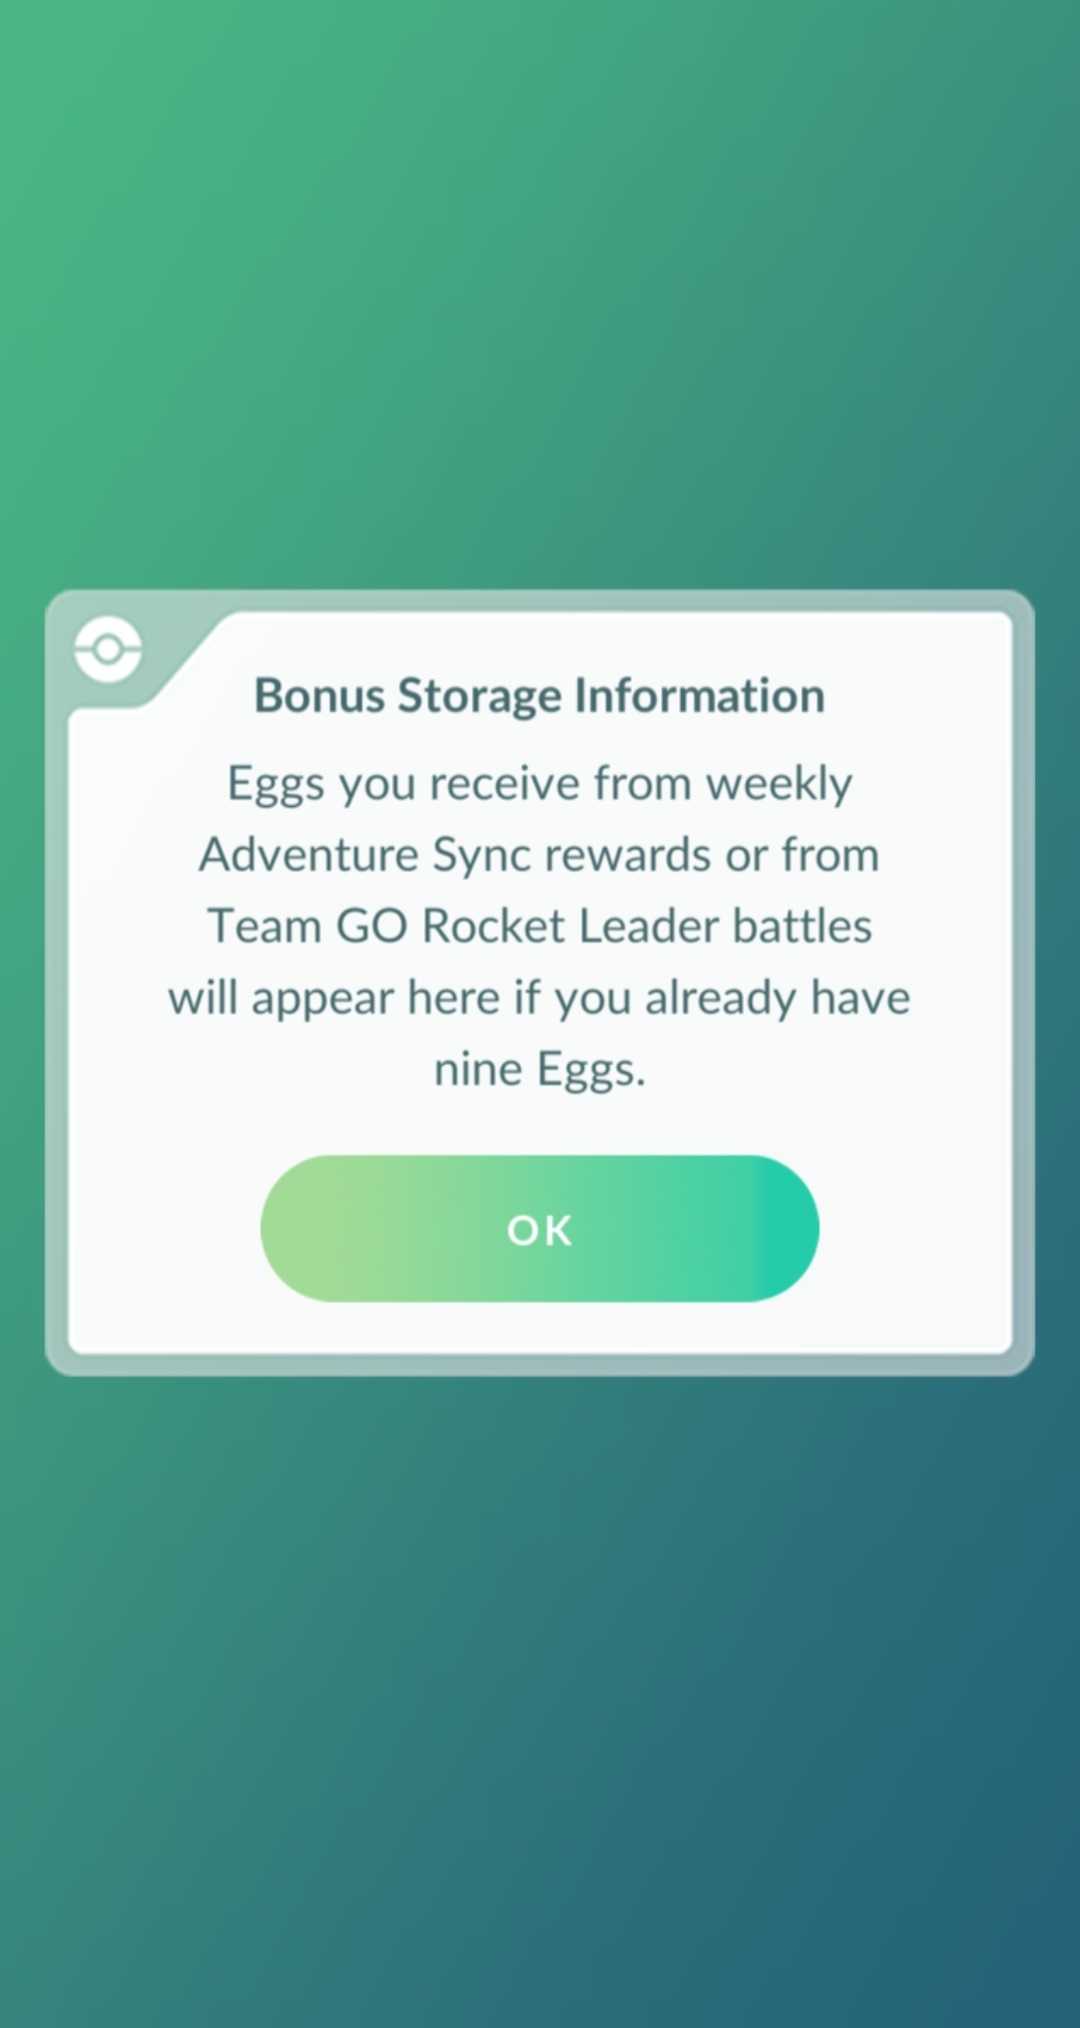 Bonus Storage Information
Eggs you receive from weekly
Adventure Sync rewards or from
Team GO Rocket Leader battles
will appear here if you already have
nine Eggs.
OK